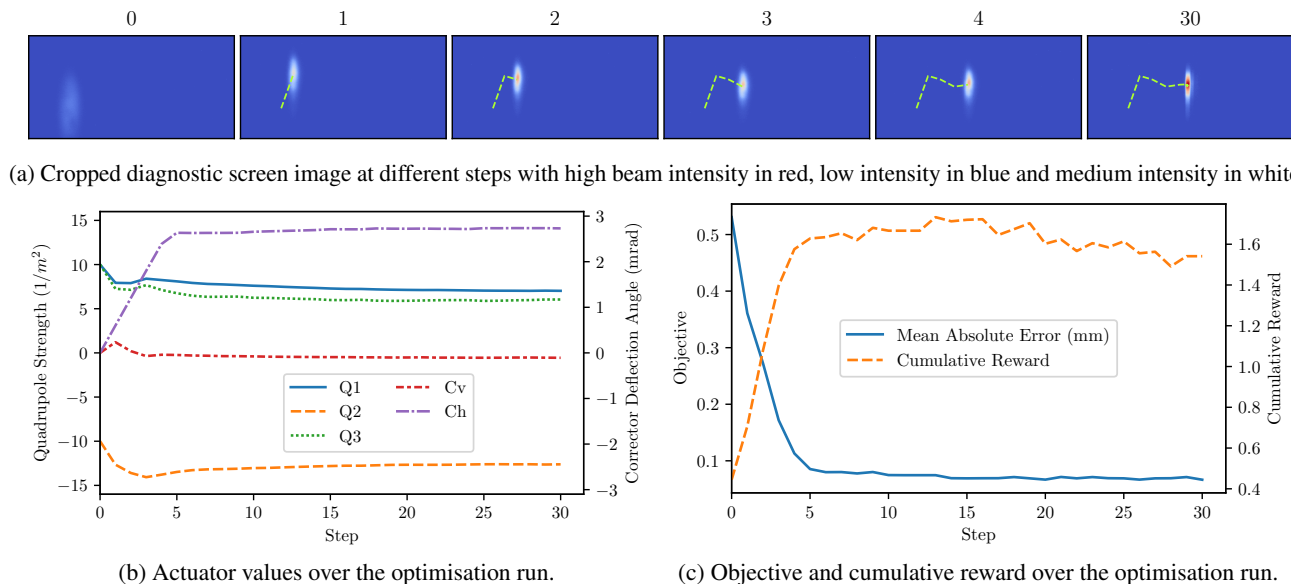 0 1 2 3 4 30
(a) Cropped diagnostic screen image at different steps with high beam intensity in red, low intensity in blue and medium intensity in white
15
10
5
0
−5
−10
−15
Quadrupole Strength (1/m²)
3
2
1
0
−1
−2
−3
Corrector Deflection Angle (mrad)
Q1
Q2
Q3
Cv
Ch
0 5 10 15 20 25 30
Step
(b) Actuator values over the optimisation run.
0.5
0.4
0.3
0.2
0.1
Objective
1.6
1.4
1.2
1.0
0.8
0.6
0.4
Cumulative Reward
Mean Absolute Error (mm)
Cumulative Reward
0 5 10 15 20 25 30
Step
(c) Objective and cumulative reward over the optimisation run.